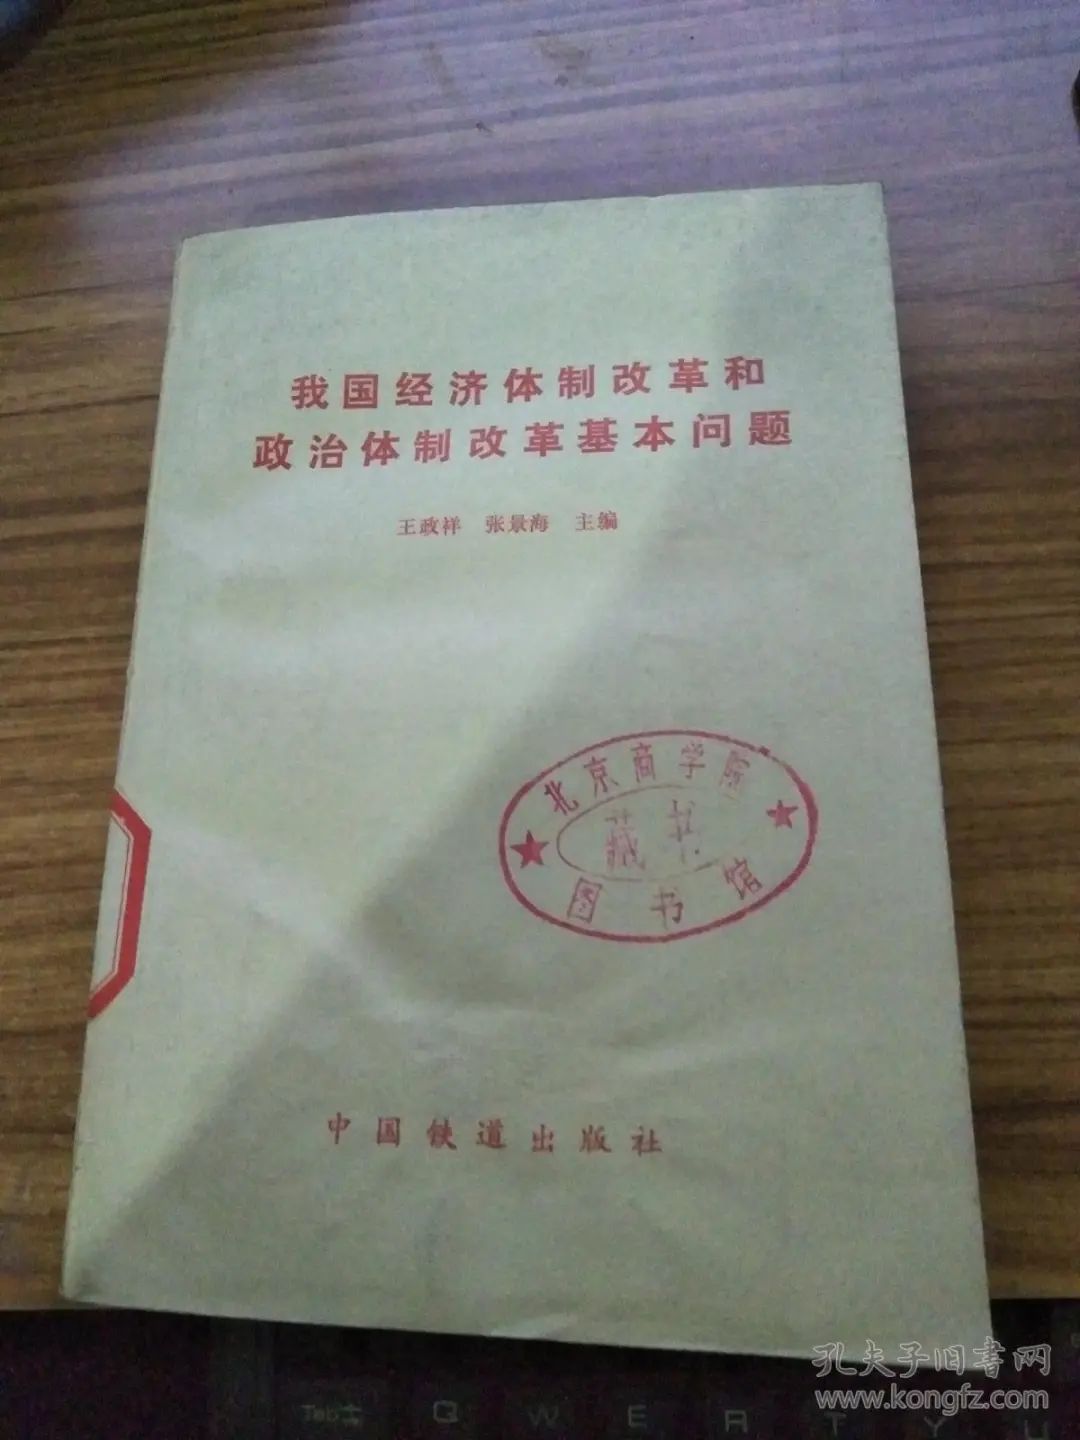 我国经济体制改革和
政治体制改革基本问题
王政祥 张景海 主编
北京商学院
藏书
图书馆
中国铁道出版社
孔夫子旧書网
www.kongfz.com
Tab
Q W E R T Y U